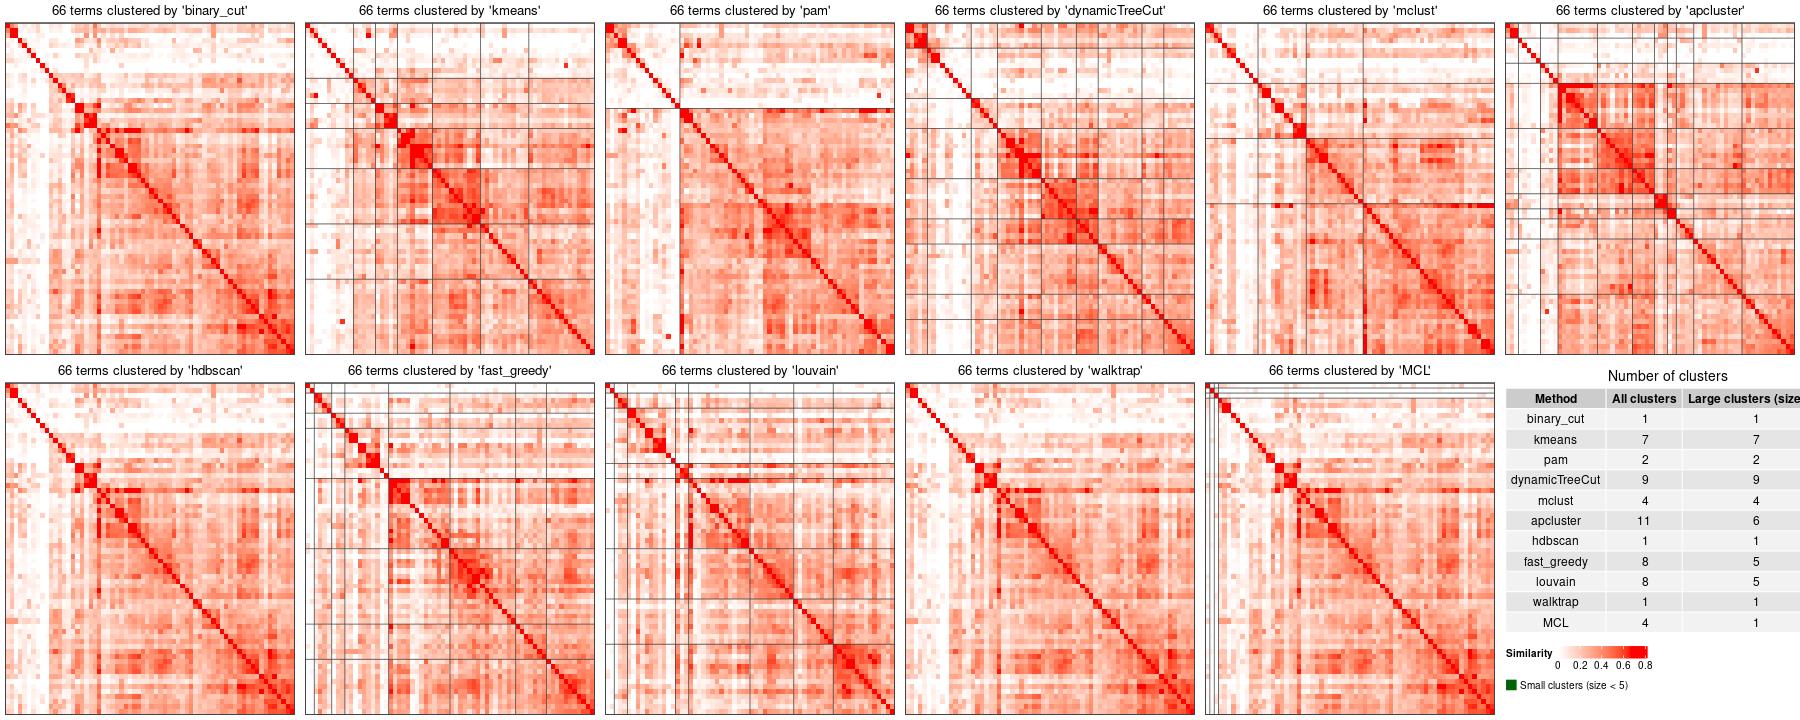 66 terms clustered by 'binary_cut'
66 terms clustered by 'kmeans'
66 terms clustered by 'pam'
66 terms clustered by 'dynamicTreeCut'
66 terms clustered by 'mclust'
66 terms clustered by 'apcluster'
66 terms clustered by 'hdbscan'
66 terms clustered by 'fast_greedy'
66 terms clustered by 'louvain'
66 terms clustered by 'walktrap'
66 terms clustered by 'MCL'
Number of clusters
Method All clusters Large clusters (size
binary_cut 1 1
kmeans 7 7
pam 2 2
dynamicTreeCut 9 9
mclust 4 4
apcluster 11 6
hdbscan 1 1
fast_greedy 8 5
louvain 8 5
walktrap 1 1
MCL 4 1
Similarity
0 0.2 0.4 0.6 0.8
Small clusters (size < 5)